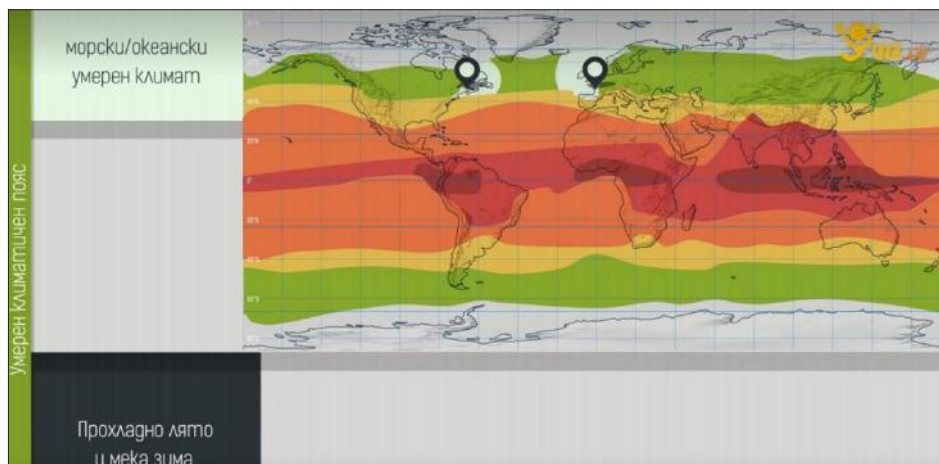 морски/океански
умерен климат
Умерен климатичен пояс
Прохладно лято
и мека зима